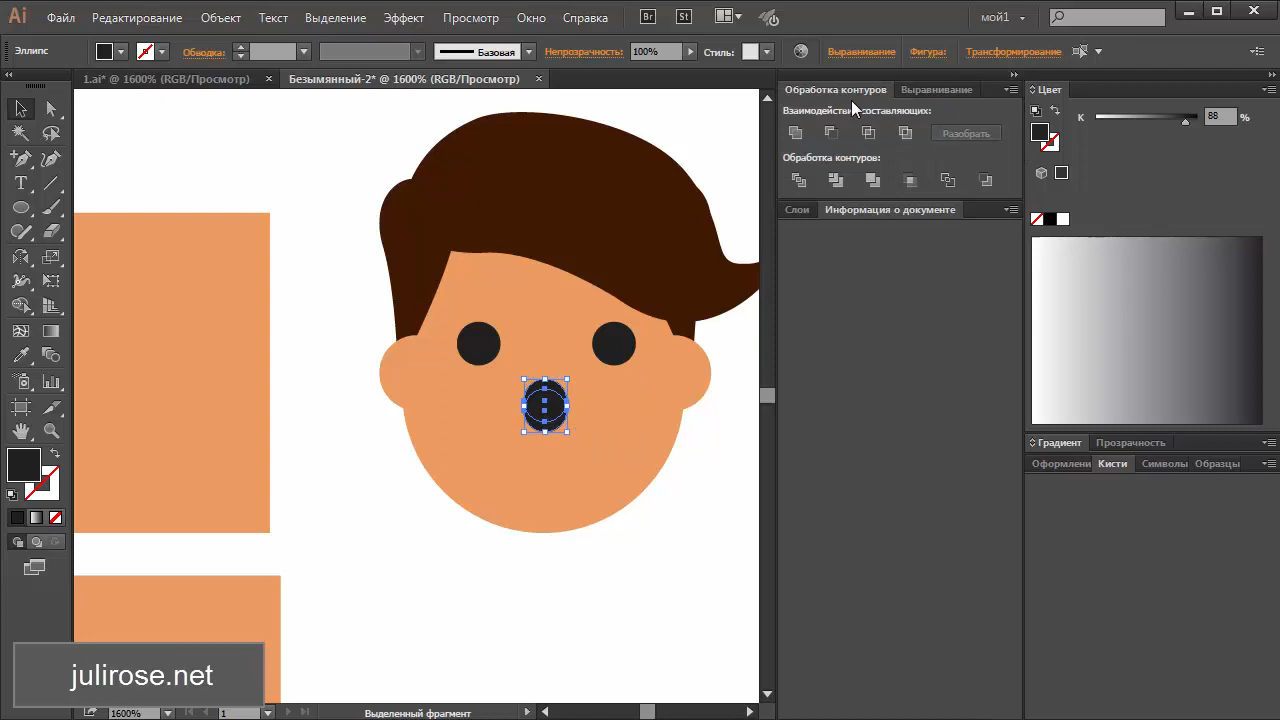 Ai Файл Редактирование Объект Текст Выделение Эффект Просмотр Окно Справка Br St мой1
Эллипс Обводка: Базовая Непрозрачность: 100% Стиль: Выравнивание Фигура: Трансформирование
1.ai* @ 1600% (RGB/Просмотр) Безымянный-2* @ 1600% (RGB/Просмотр)
Обработка контуров Выравнивание Цвет
Взаимодействие составляющих:
K 88 %
Разобрать
Обработка контуров:
Слои Информация о документе
Градиент Прозрачность
Оформлени Кисти Символы Образцы
julirose.net
1600% 1 Выделенный фрагмент